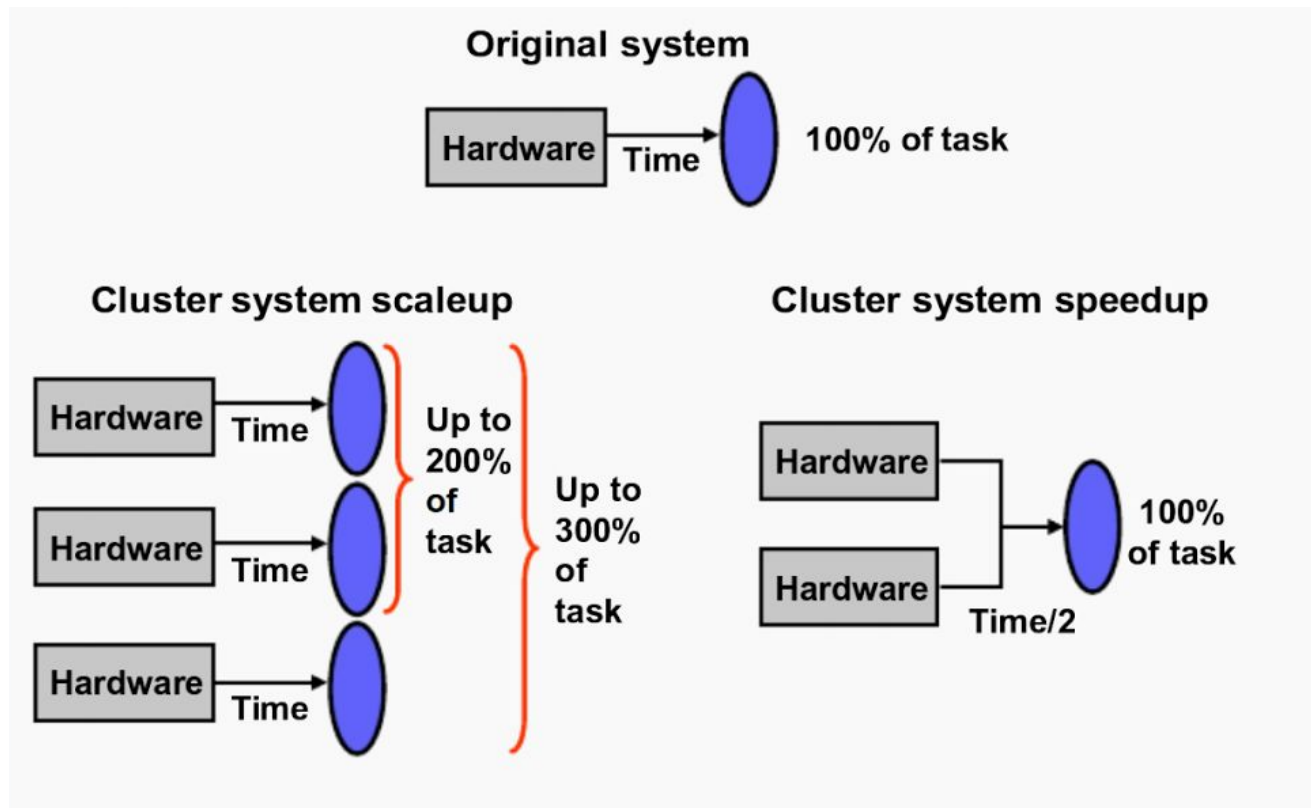 Original system
Hardware
Time
100% of task
Cluster system scaleup
Hardware
Time
Hardware
Time
Hardware
Time
Up to
200%
of
task
Up to
300%
of
task
Cluster system speedup
Hardware
Hardware
Time/2
100%
of task